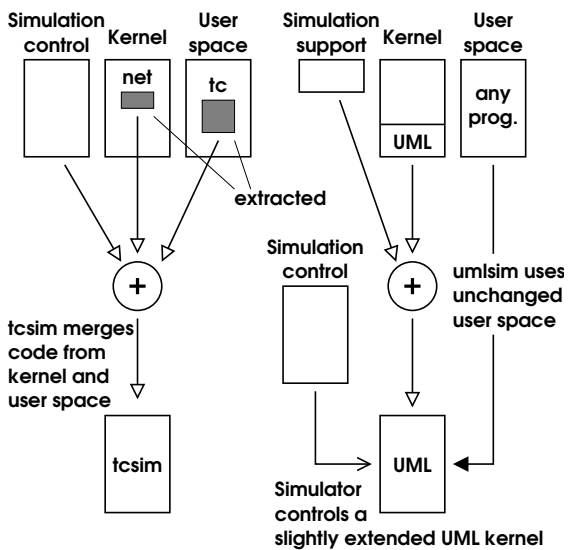 Simulation
control
Kernel
User
space
net
tc
extracted
+
tcsim merges
code from
kernel and
user space
tcsim
Simulation
support
Kernel
User
space
UML
any
prog.
Simulation
control
+
umlsim uses
unchanged
user space
UML
Simulator
controls a
slightly extended UML kernel